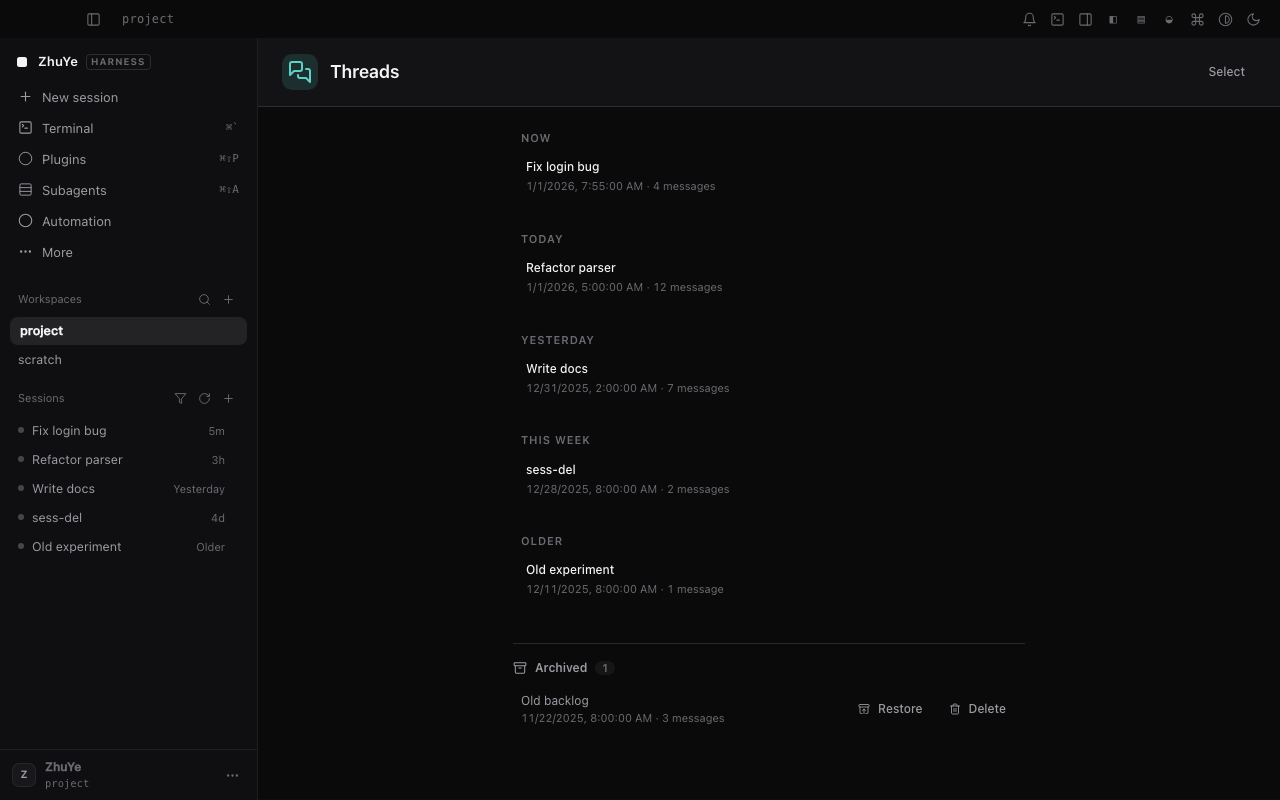 project
ZhuYe HARNESS
New session
Terminal ⌘`
Plugins ⌘⇧P
Subagents ⌘⇧A
Automation
More
Workspaces
project
scratch
Sessions
Fix login bug 5m
Refactor parser 3h
Write docs Yesterday
sess-del 4d
Old experiment Older
Z
ZhuYe
project
Threads
Select
NOW
Fix login bug
1/1/2026, 7:55:00 AM · 4 messages
TODAY
Refactor parser
1/1/2026, 5:00:00 AM · 12 messages
YESTERDAY
Write docs
12/31/2025, 2:00:00 AM · 7 messages
THIS WEEK
sess-del
12/28/2025, 8:00:00 AM · 2 messages
OLDER
Old experiment
12/11/2025, 8:00:00 AM · 1 message
Archived 1
Old backlog
11/22/2025, 8:00:00 AM · 3 messages
Restore
Delete